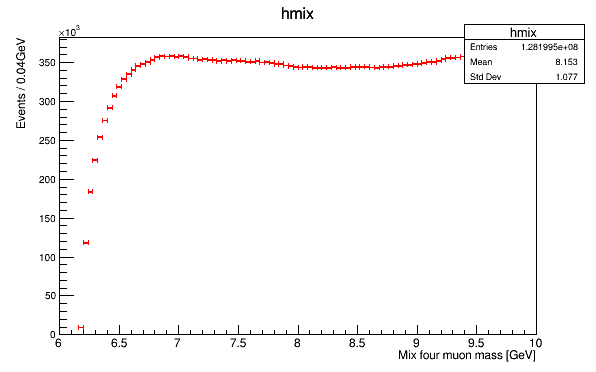 hmix
×10³
hmix
Entries 1.281995e+08
Mean 8.153
Std Dev 1.077
Events / 0.04GeV
350
300
250
200
150
100
50
0
6 6.5 7 7.5 8 8.5 9 9.5 10
Mix four muon mass [GeV]